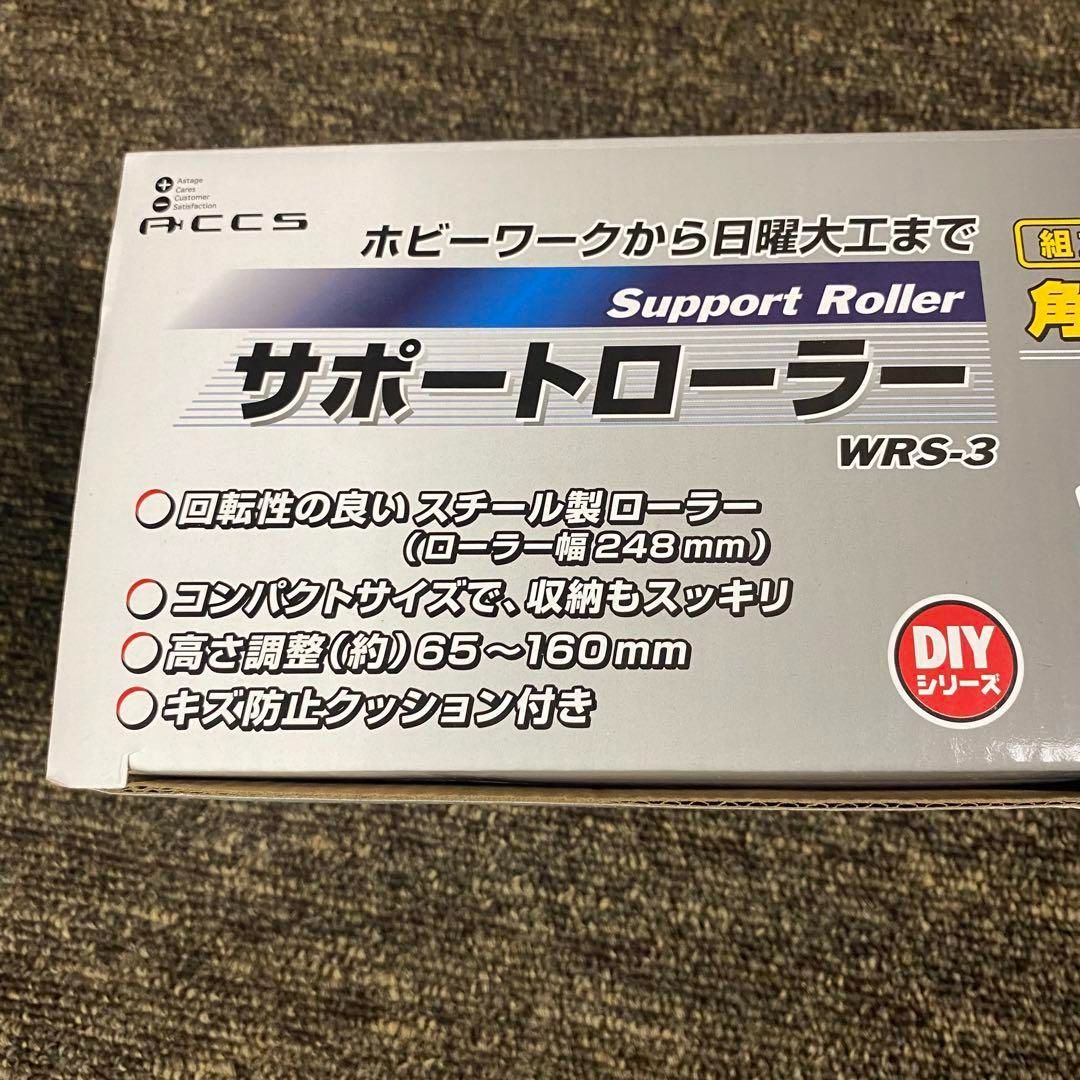 Astage
Cares
Customer
Satisfaction
ACCS
ホビーワークから日曜大工まで
組
角
Support Roller
サポートローラー
WRS-3
回転性の良い スチール製 ローラー
（ローラー幅 248mm）
コンパクトサイズで、収納もスッキリ
高さ調整（約）65～160mm
キズ防止クッション付き
DIY
シリーズ